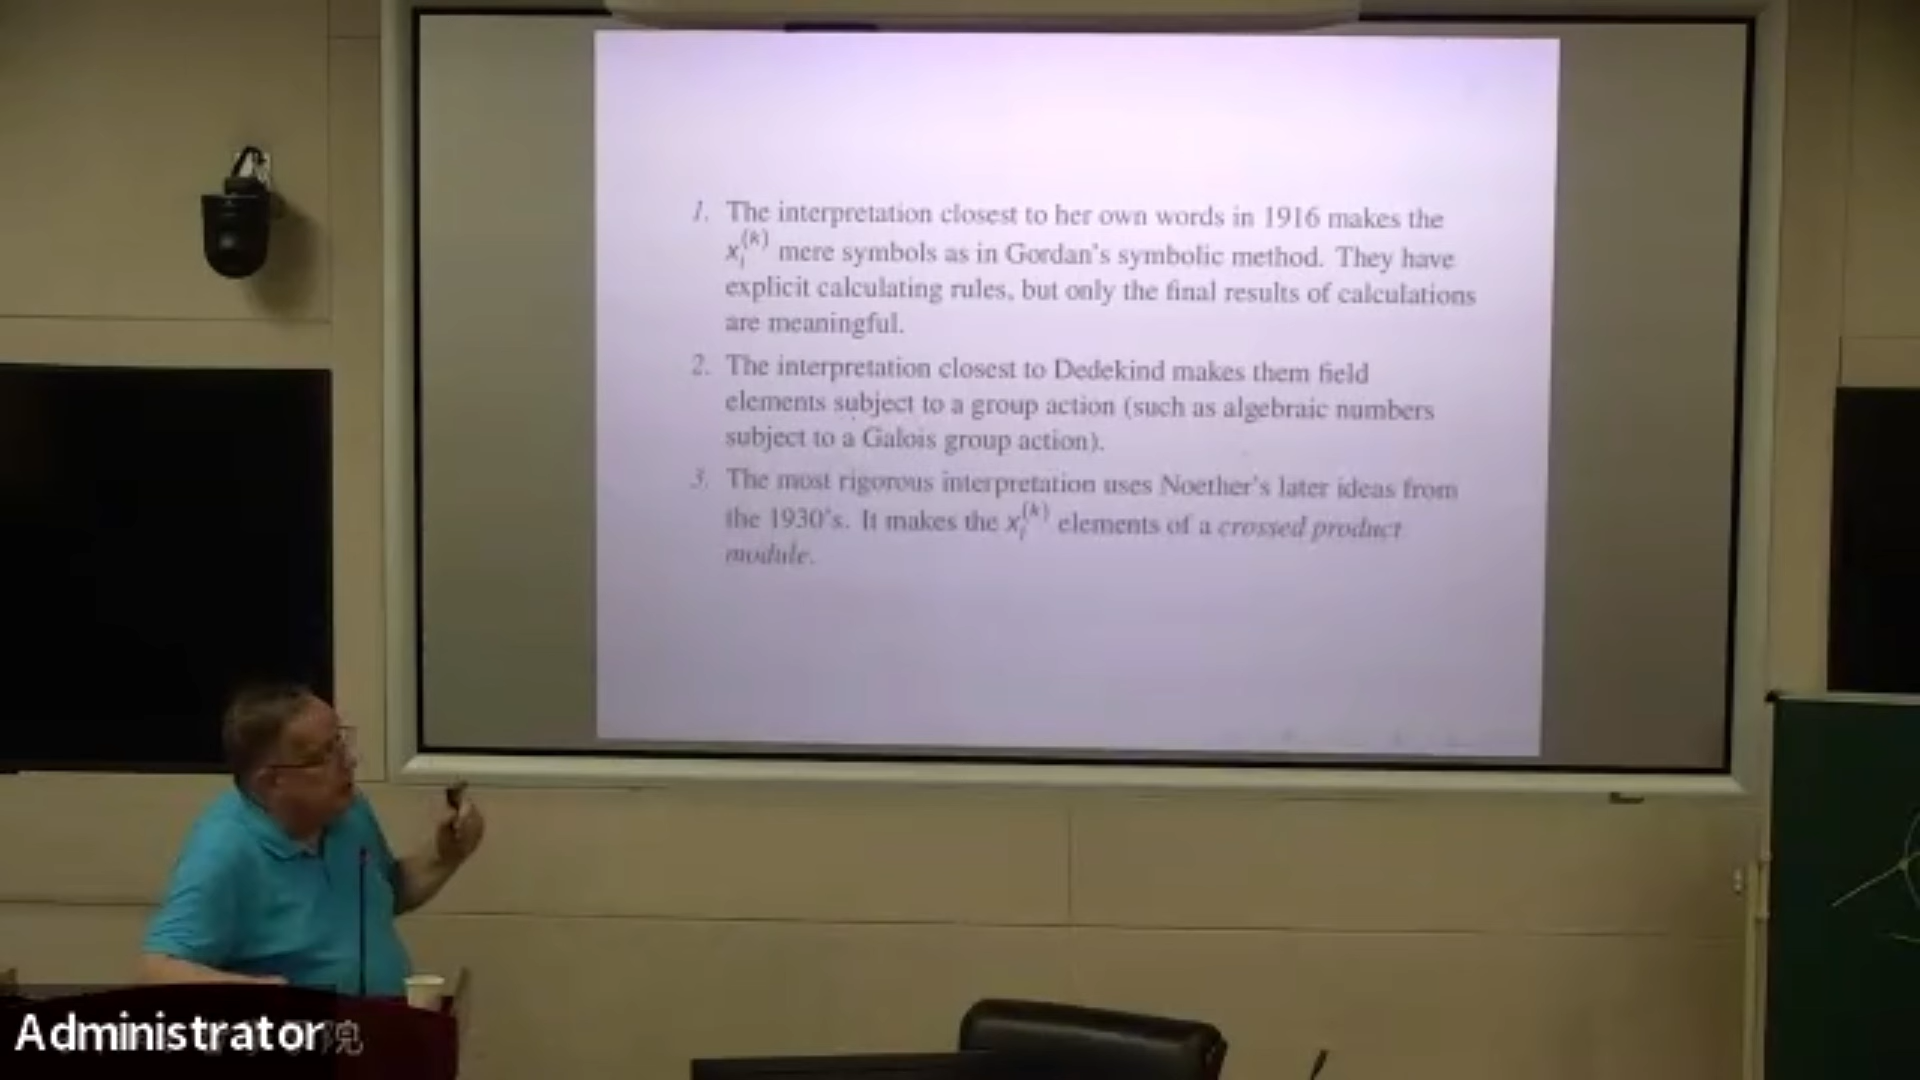 1. The interpretation closest to her own words in 1916 makes the
x_i^(k) mere symbols as in Gordan's symbolic method. They have
explicit calculating rules, but only the final results of calculations
are meaningful.
2. The interpretation closest to Dedekind makes them field
elements subject to a group action (such as algebraic numbers
subject to a Galois group action).
3. The most rigorous interpretation uses Noether's later ideas from
the 1930's. It makes the x_i^(k) elements of a crossed product
module.
Administrator